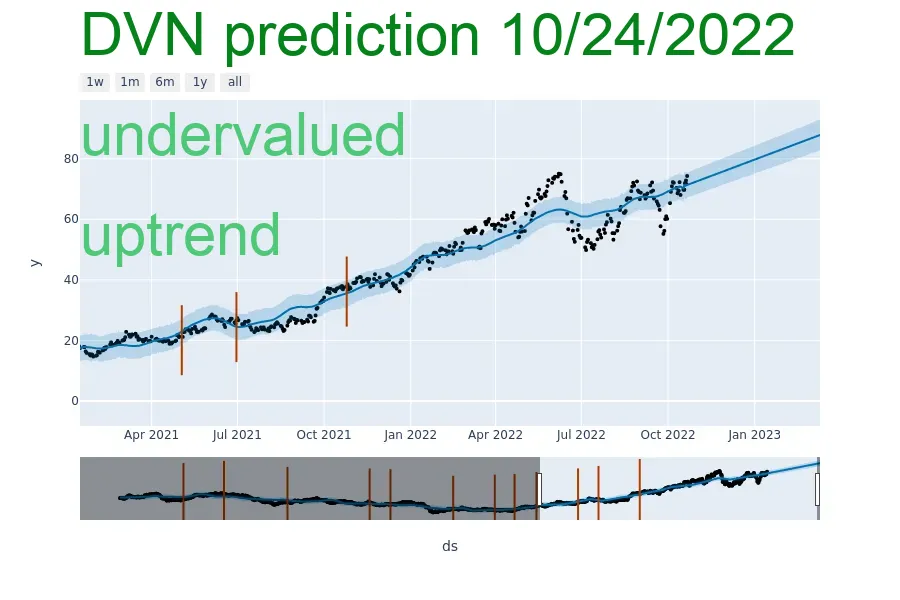 DVN prediction 10/24/2022
1w 1m 6m 1y all
undervalued
80
uptrend
60
y
40
20
0
Apr 2021 Jul 2021 Oct 2021 Jan 2022 Apr 2022 Jul 2022 Oct 2022 Jan 2023
ds